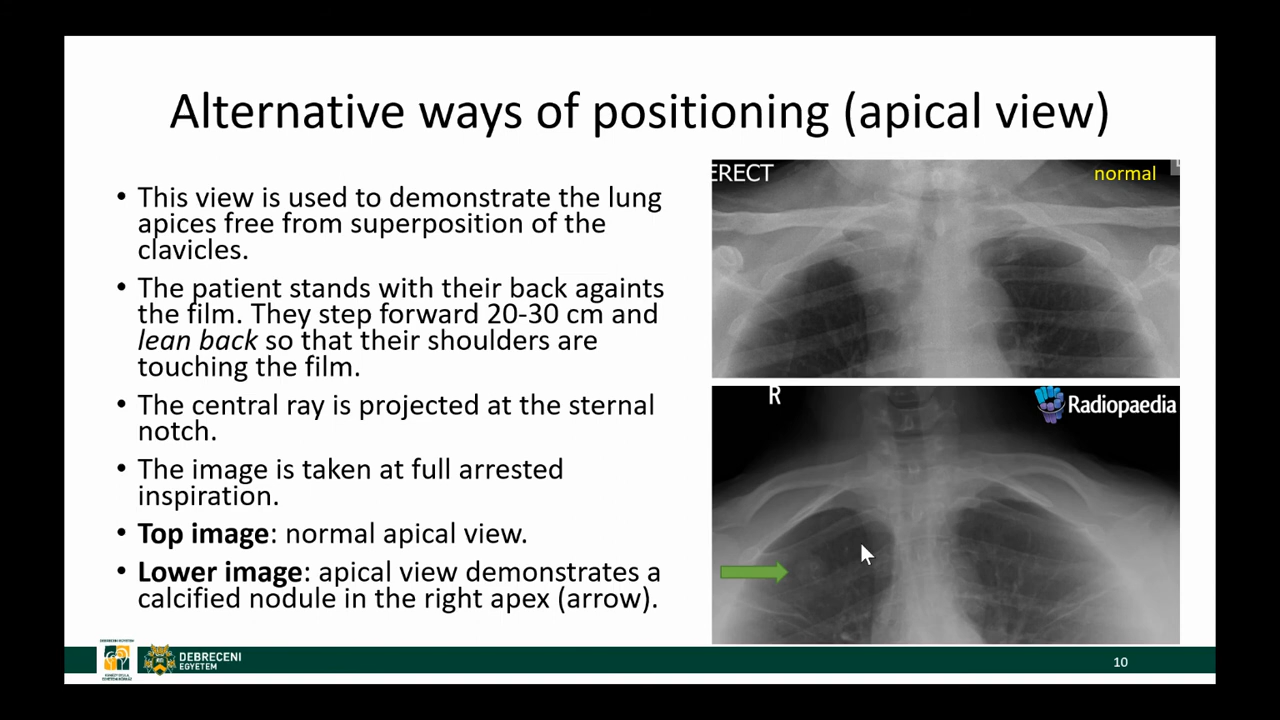 Alternative ways of positioning (apical view)
• This view is used to demonstrate the lung
apices free from superposition of the
clavicles.
• The patient stands with their back againts
the film. They step forward 20-30 cm and
lean back so that their shoulders are
touching the film.
• The central ray is projected at the sternal
notch.
• The image is taken at full arrested
inspiration.
• Top image: normal apical view.
• Lower image: apical view demonstrates a
calcified nodule in the right apex (arrow).
ERECT
normal
R
Radiopaedia
DEBRECENI
EGYETEM
10